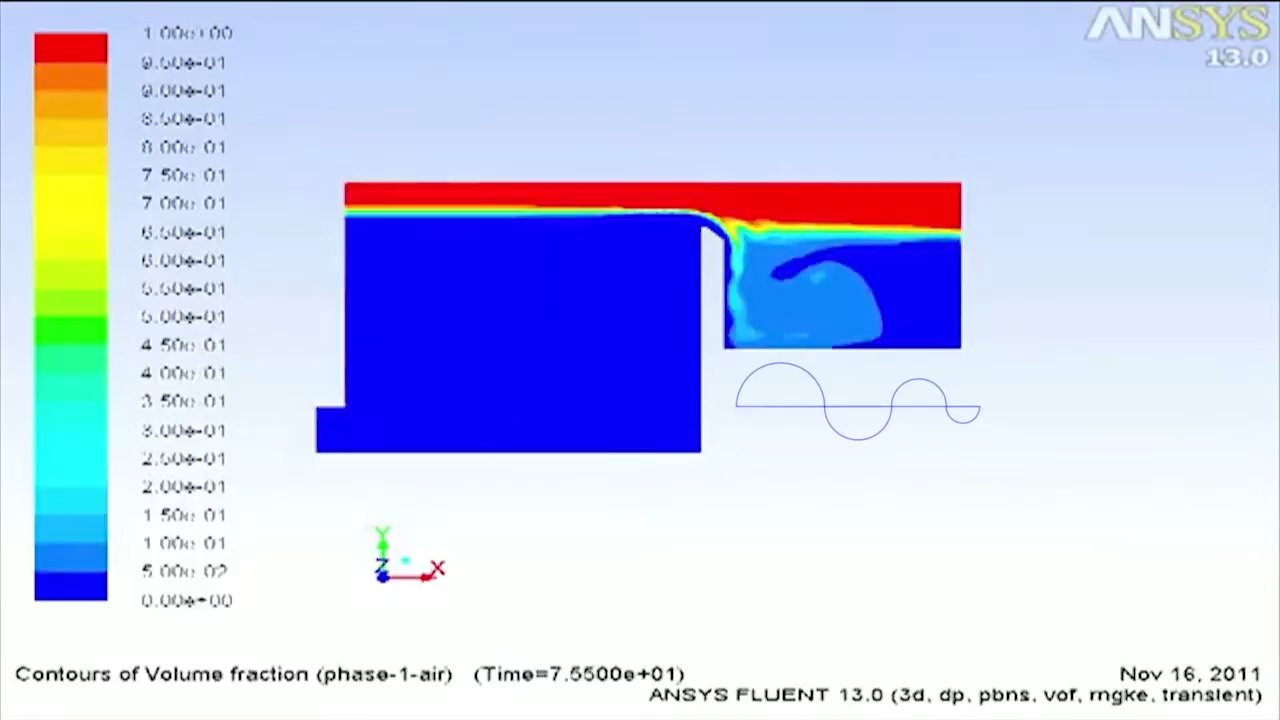 ANSYS
13.0
1.00e+00
9.50e-01
9.00e-01
8.50e-01
8.00e-01
7.50e-01
7.00e-01
6.50e-01
6.00e-01
5.50e-01
5.00e-01
4.50e-01
4.00e-01
3.50e-01
3.00e-01
2.50e-01
2.00e-01
1.50e-01
1.00e-01
5.00e-02
0.00e+00
Y
Z
X
Contours of Volume fraction (phase-1-air) (Time=7.5500e+01)
Nov 16, 2011
ANSYS FLUENT 13.0 (3d, dp, pbns, vof, rngke, transient)